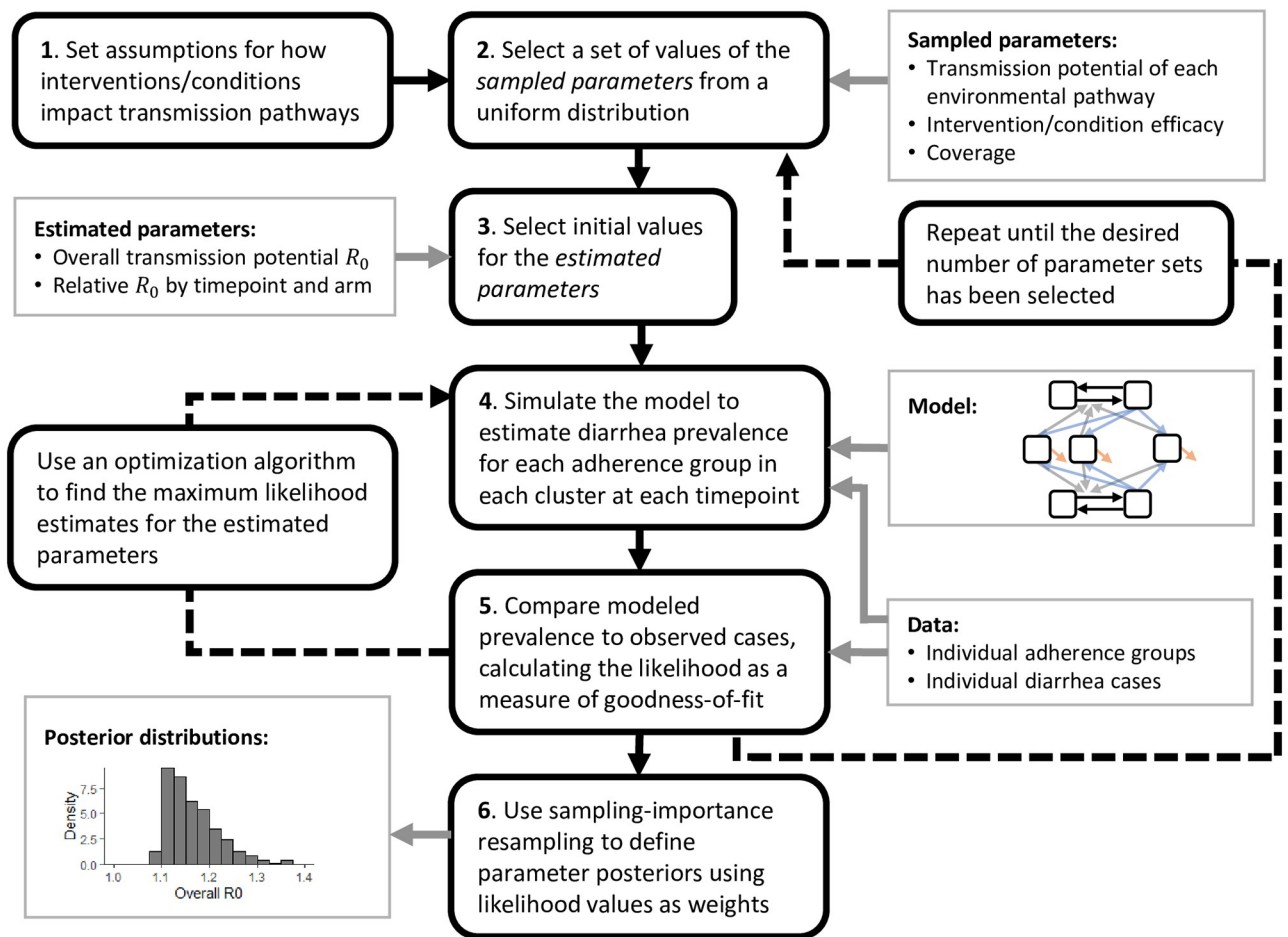 1. Set assumptions for how
interventions/conditions
impact transmission pathways
2. Select a set of values of the
sampled parameters from a
uniform distribution
Sampled parameters:
• Transmission potential of each
environmental pathway
• Intervention/condition efficacy
• Coverage
Estimated parameters:
• Overall transmission potential R₀
• Relative R₀ by timepoint and arm
3. Select initial values
for the estimated
parameters
Repeat until the desired
number of parameter sets
has been selected
Use an optimization algorithm
to find the maximum likelihood
estimates for the estimated
parameters
4. Simulate the model to
estimate diarrhea prevalence
for each adherence group in
each cluster at each timepoint
Model:
5. Compare modeled
prevalence to observed cases,
calculating the likelihood as a
measure of goodness-of-fit
Data:
• Individual adherence groups
• Individual diarrhea cases
Posterior distributions:
Density
7.5
5.0
2.5
0.0
1.0 1.1 1.2 1.3 1.4
Overall R0
6. Use sampling-importance
resampling to define
parameter posteriors using
likelihood values as weights